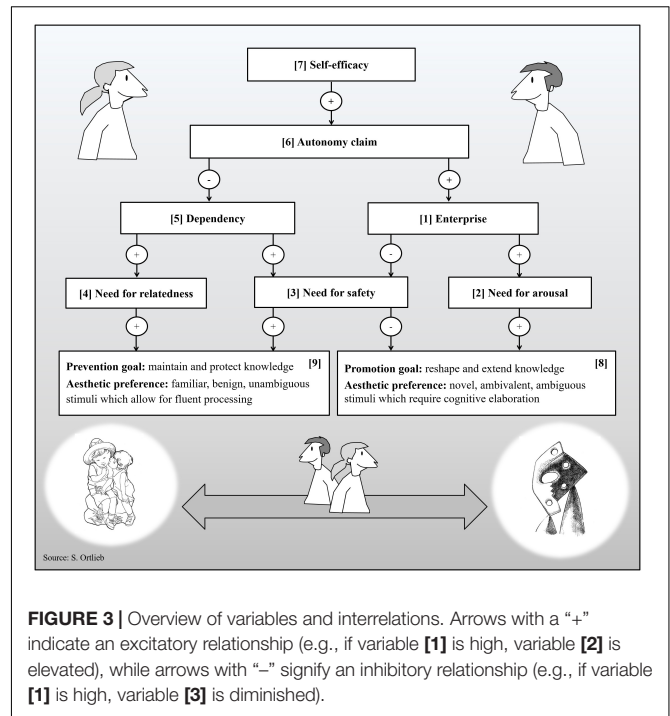 [7] Self-efficacy
+
[6] Autonomy claim
- +
[5] Dependency [1] Enterprise
+ + - +
[4] Need for relatedness [3] Need for safety [2] Need for arousal
+ + - +
Prevention goal: maintain and protect knowledge [9]
Aesthetic preference: familiar, benign, unambiguous
stimuli which allow for fluent processing
Promotion goal: reshape and extend knowledge [8]
Aesthetic preference: novel, ambivalent, ambiguous
stimuli which require cognitive elaboration
Source: S. Ortlieb
FIGURE 3 | Overview of variables and interrelations. Arrows with a “+”
indicate an excitatory relationship (e.g., if variable [1] is high, variable [2] is
elevated), while arrows with “–” signify an inhibitory relationship (e.g., if variable
[1] is high, variable [3] is diminished).